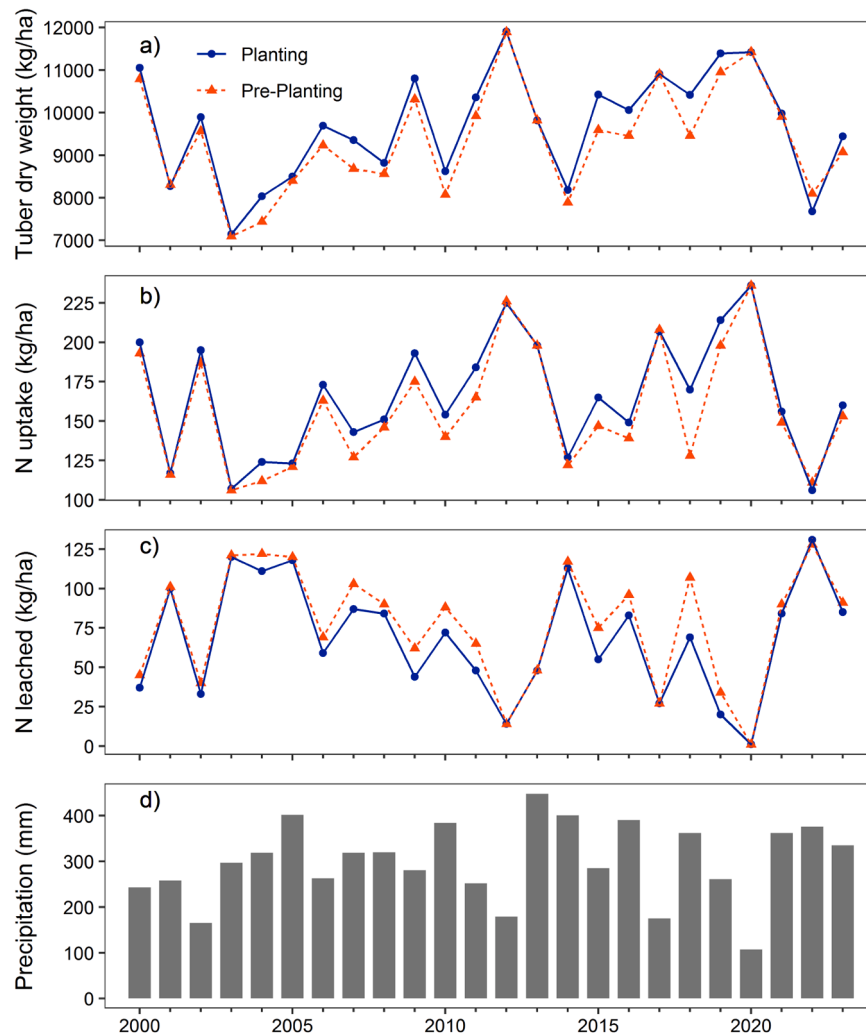 a)
Planting
Pre-Planting
Tuber dry weight (kg/ha)
12000
11000
10000
9000
8000
7000
b)
N uptake (kg/ha)
225
200
175
150
125
100
c)
N leached (kg/ha)
125
100
75
50
25
0
d)
Precipitation (mm)
400
300
200
100
0
2000 2005 2010 2015 2020